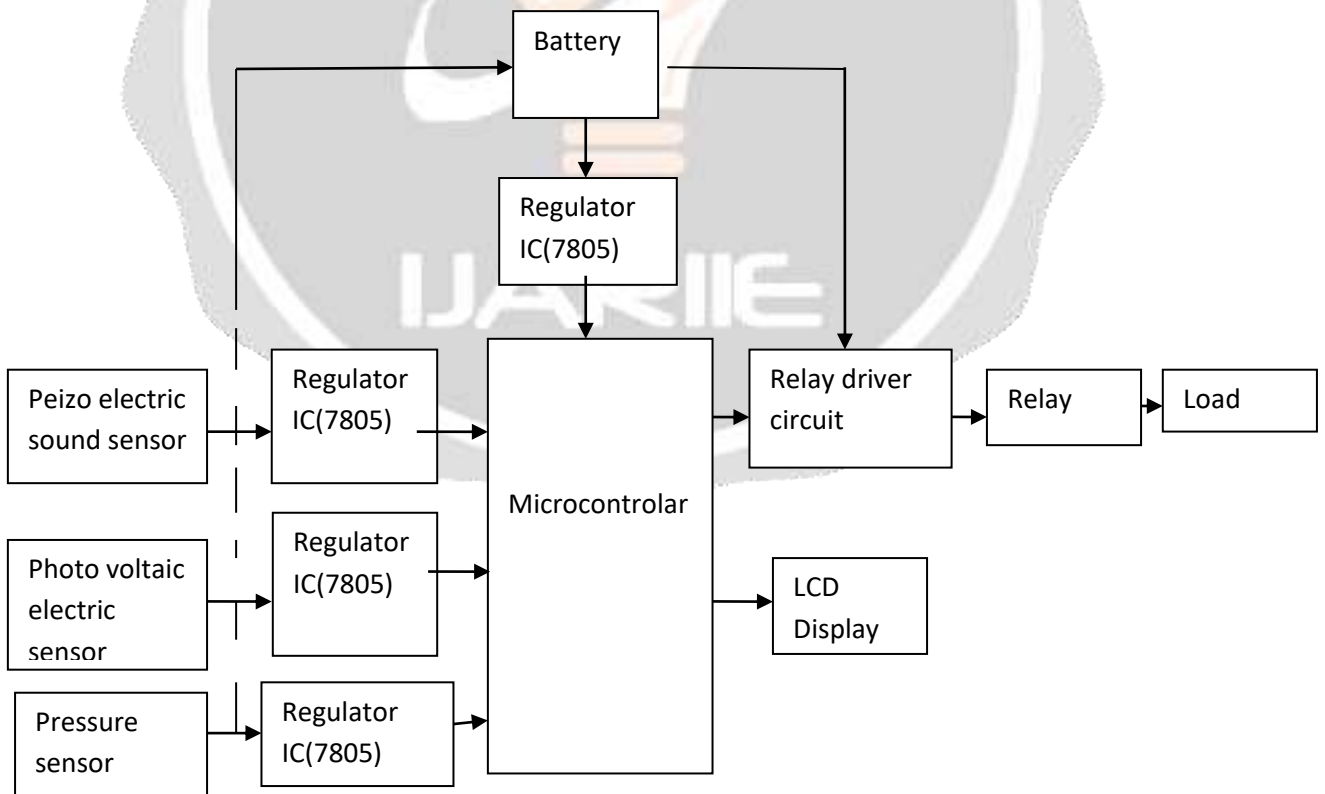 Battery
Regulator
IC(7805)
IJARIIE
Peizo electric
sound sensor
Regulator
IC(7805)
Microcontrolar
Relay driver
circuit
Relay
Load
Photo voltaic
electric
sensor
Regulator
IC(7805)
LCD
Display
Pressure
sensor
Regulator
IC(7805)